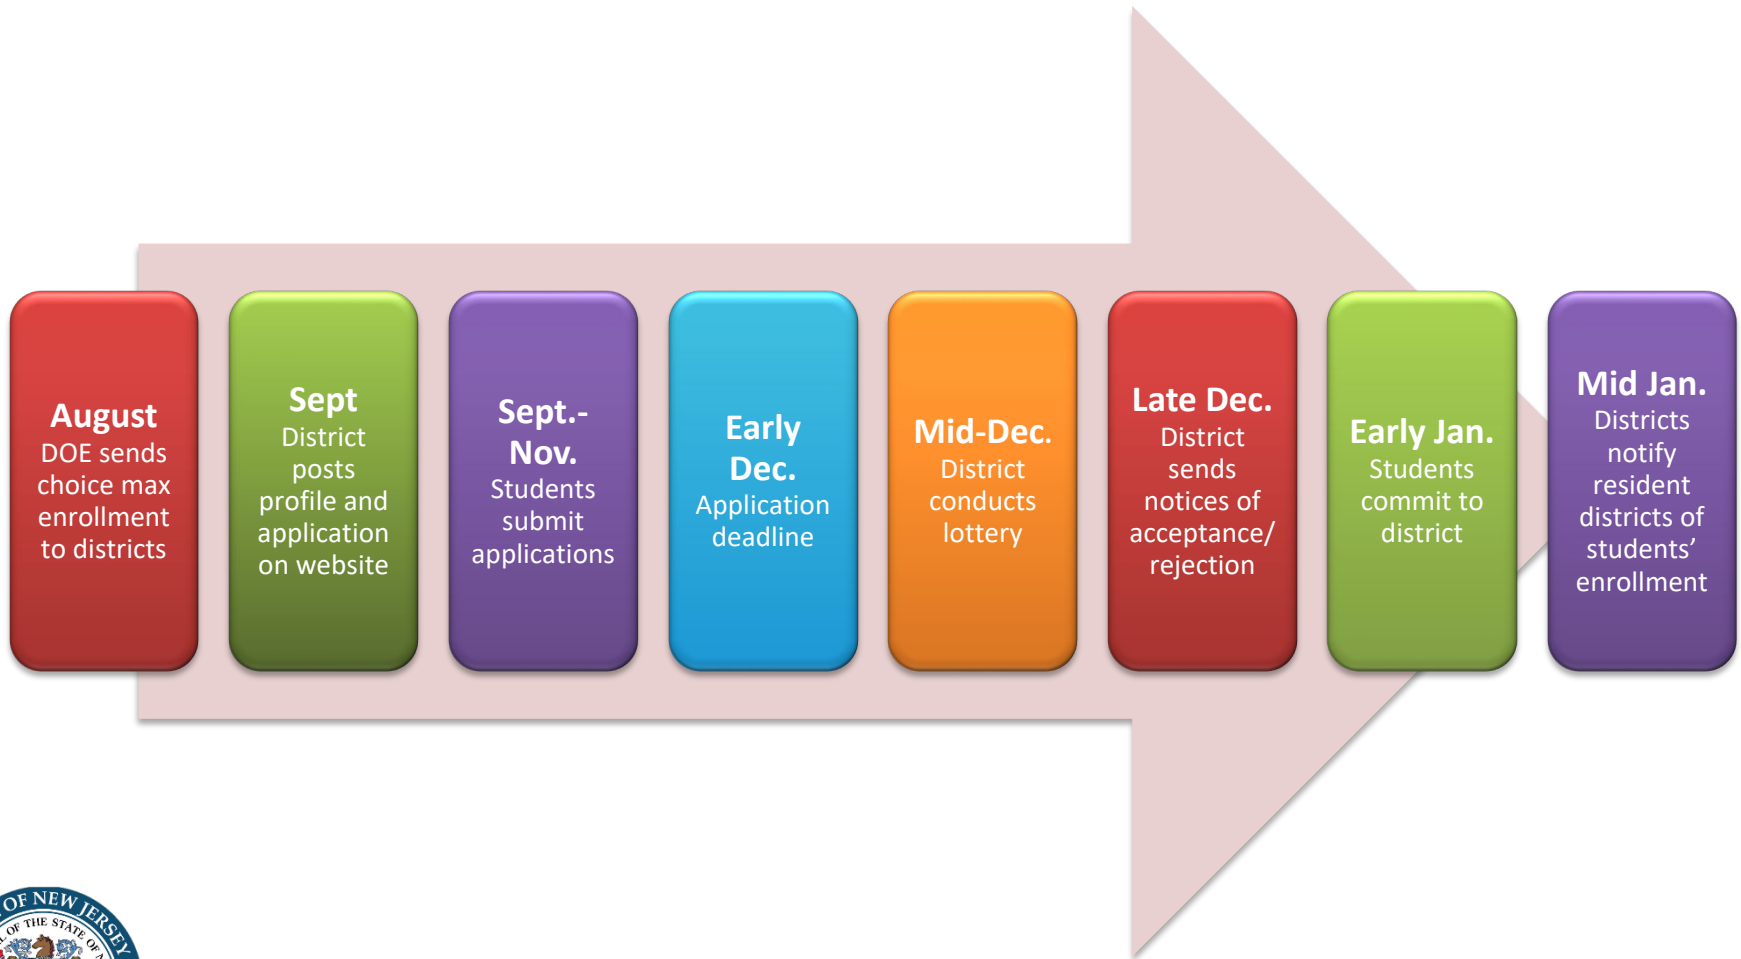 August
DOE sends
choice max
enrollment
to districts
Sept
District
posts
profile and
application
on website
Sept.-
Nov.
Students
submit
applications
Early
Dec.
Application
deadline
Mid-Dec.
District
conducts
lottery
Late Dec.
District
sends
notices of
acceptance/
rejection
Early Jan.
Students
commit to
district
Mid Jan.
Districts
notify
resident
districts of
students’
enrollment
OF NEW JERSEY
OF THE STATE OF